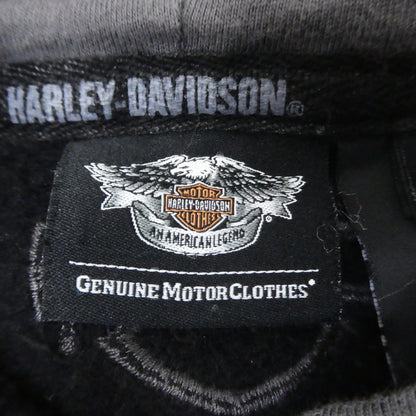 HARLEY-DAVIDSON®
MOTOR
HARLEY-DAVIDSON
CLOTHES
AN AMERICAN LEGEND
GENUINE MOTORCLOTHES®